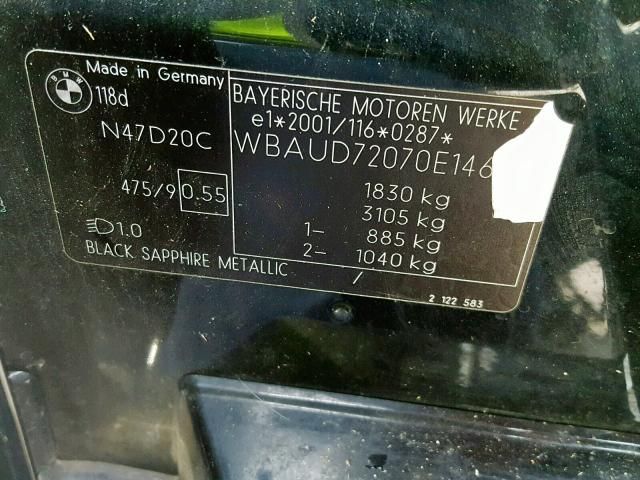 BMW
Made in Germany
118d
N47D20C
475/9 0.55
1.0
BLACK SAPPHIRE METALLIC
BAYERISCHE MOTOREN WERKE
e1*2001/116*0287*
WBAUD72070E146
1830 kg
3105 kg
1- 885 kg
2- 1040 kg
/
2 122 583